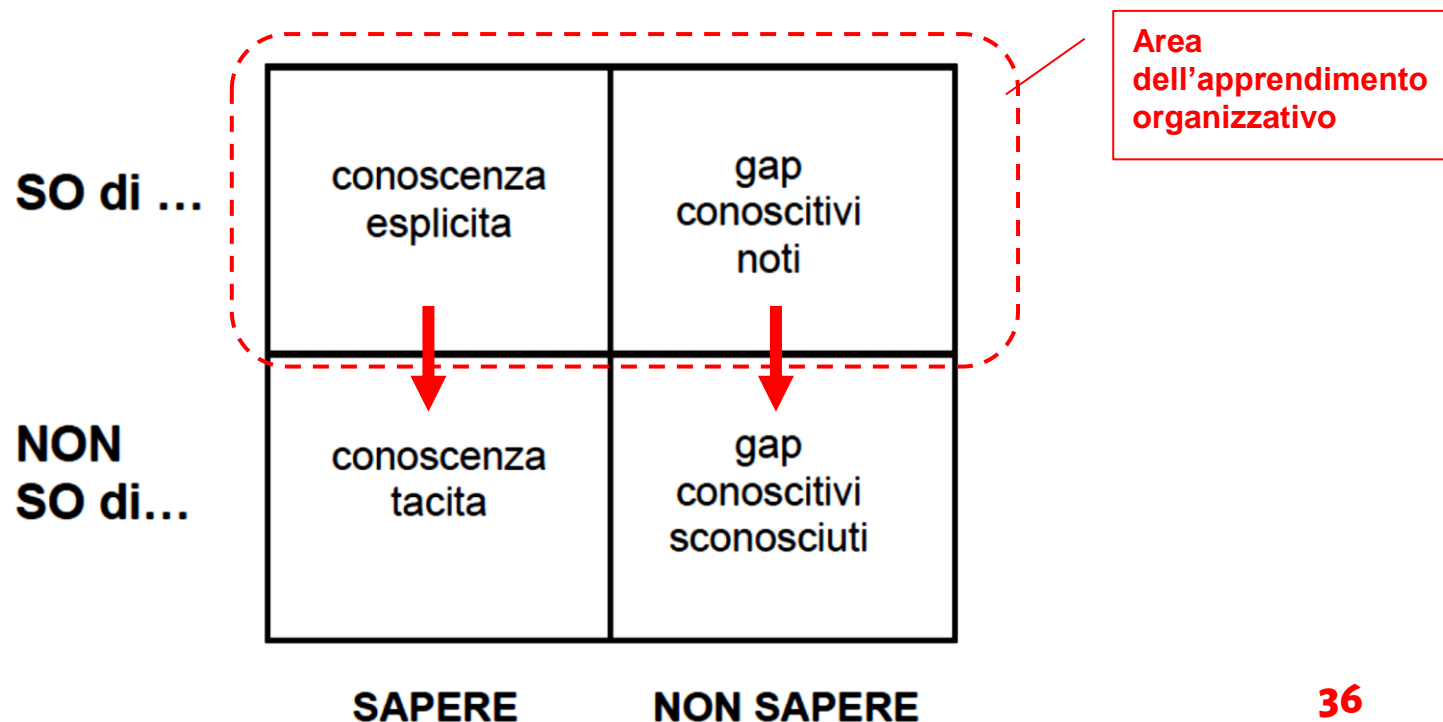 Area
dell’apprendimento
organizzativo
SO di ...
conoscenza
esplicita
gap
conoscitivi
noti
NON
SO di...
conoscenza
tacita
gap
conoscitivi
sconosciuti
SAPERE
NON SAPERE
36